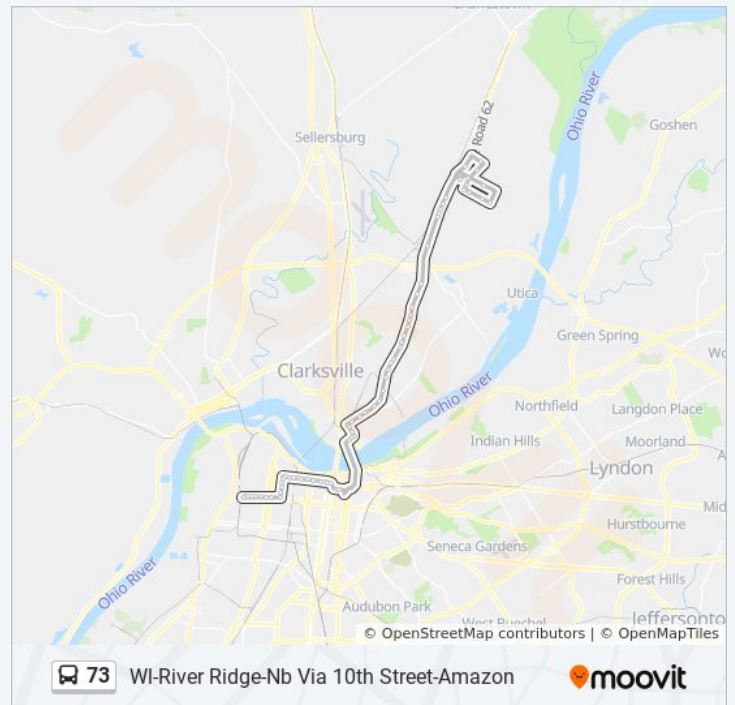 Road 62
Ohio River
Goshen
Sellersburg
Utica
Green Spring
Clarksville
Ohio River
Northfield
Langdon Place
Indian Hills
Moorland
Lyndon
Mid
Hurstbourne
Seneca Gardens
Ohio River
Forest Hills
Audubon Park
Jeffersonto
© OpenStreetMap contributors | © OpenMapTiles
73 WI-River Ridge-Nb Via 10th Street-Amazon
moovit